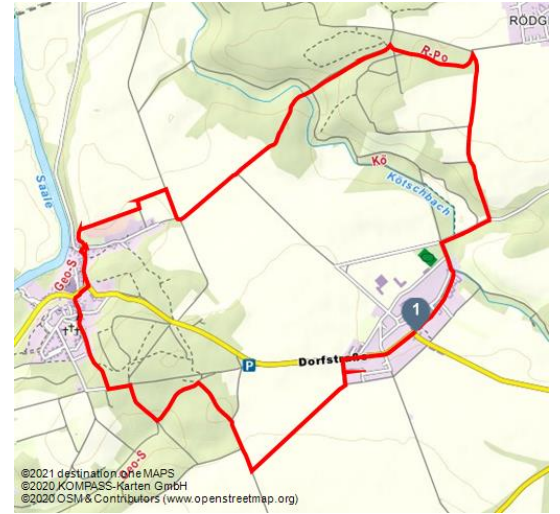 RÖDG
R-Po
Kö
Kötschbach
Saale
Geo-S
1
Dorfstraße
P
Geo-S
©2021 destination.one MAPS
©2020 KOMPASS-Karten GmbH
©2020 OSM & Contributors (www.openstreetmap.org)